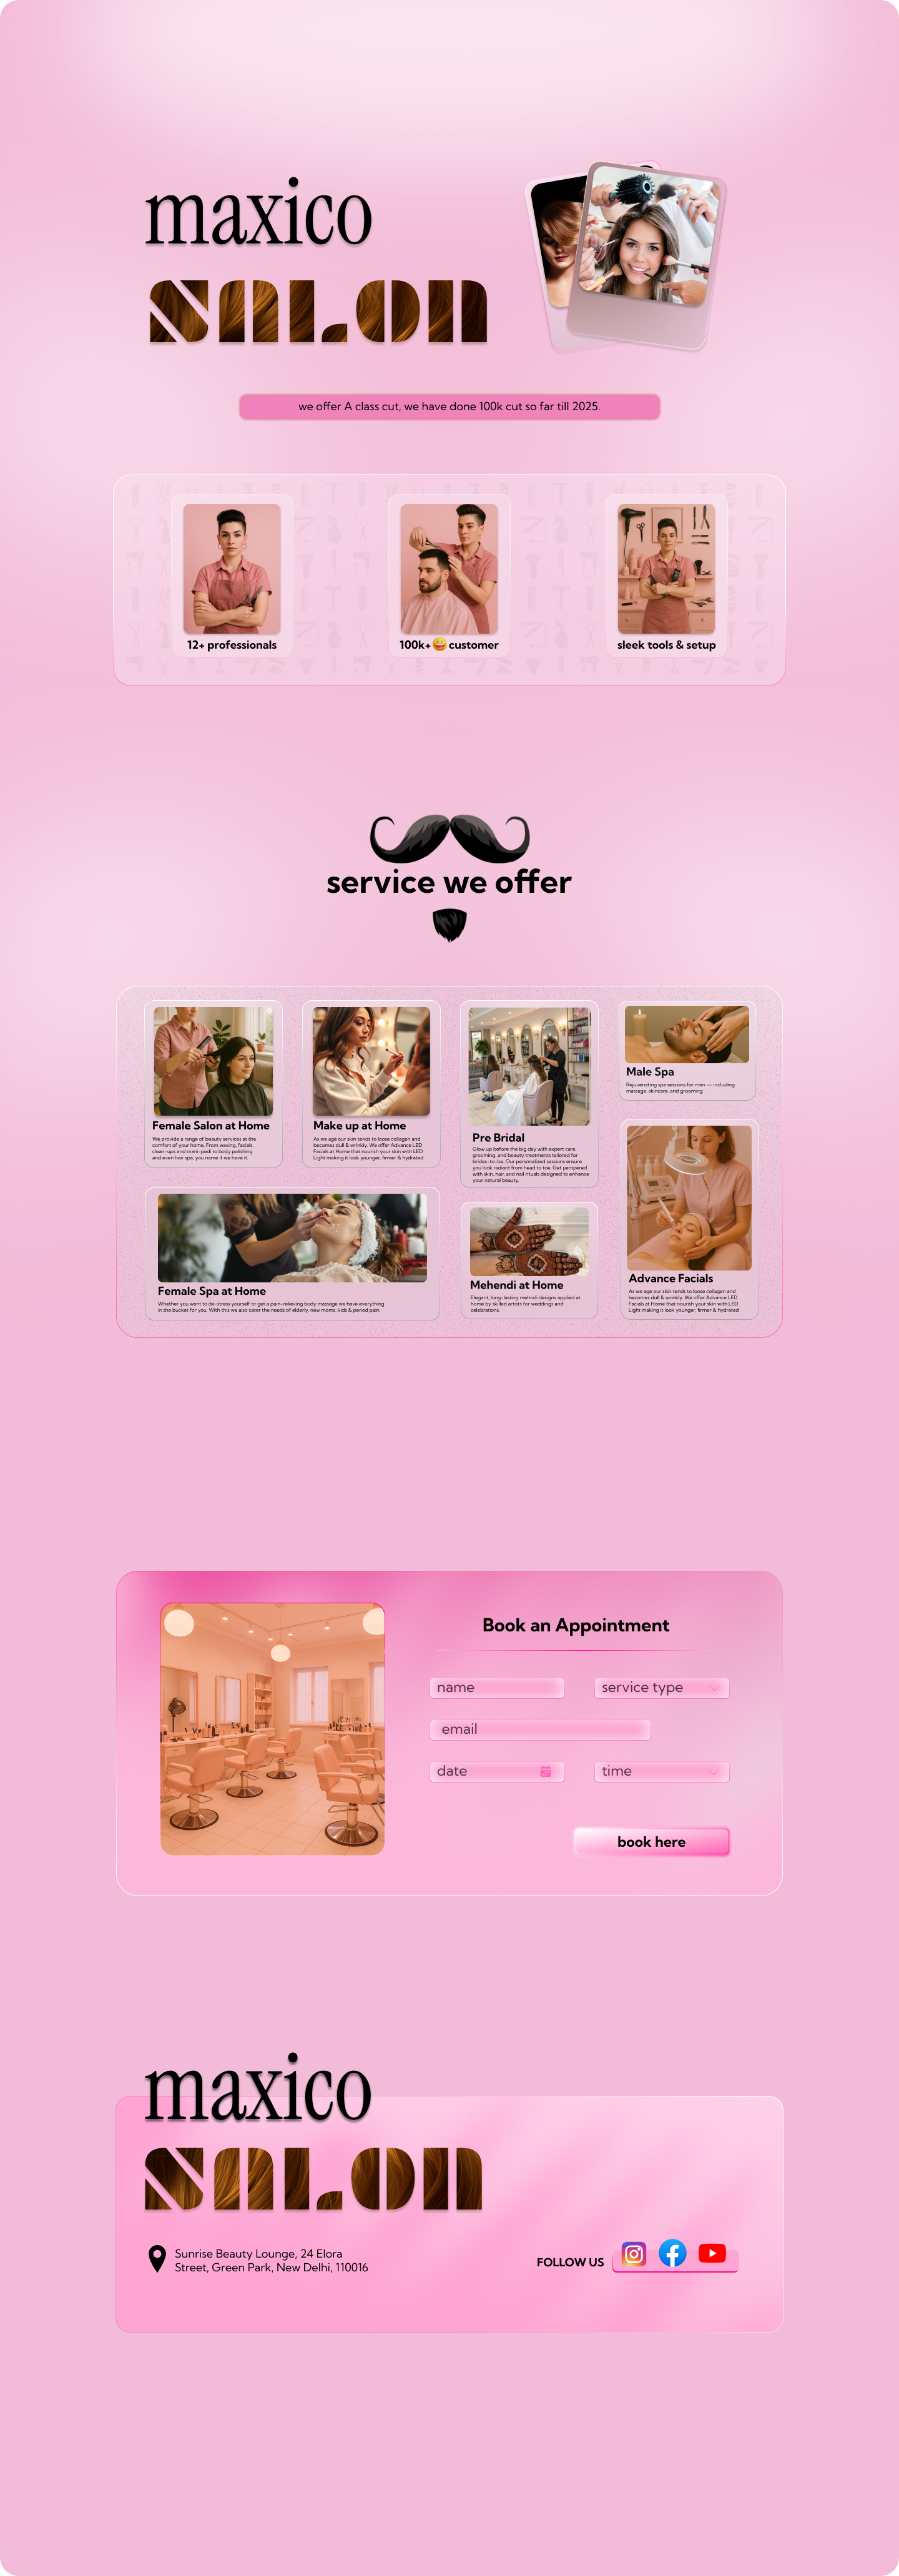 maxico
SALON
we offer A class cut, we have done 100k cut so far till 2025.
12+ professionals
100k+😄customer
sleek tools & setup
service we offer
Female Salon at Home
We provide a range of beauty services at the
comfort of your home. From waxing, facials,
clean-ups and mani-pedi to body polishing
and even hair spa, you name it we have it.
Make up at Home
As we age our skin tends to loose collagen and
becomes dull & wrinkly. We offer Advance LED
Facials at Home that nourish your skin with LED
Light making it look younger, firmer & hydrated.
Pre Bridal
Glow up before the big day with expert care,
grooming, and beauty treatments tailored for
brides-to-be. Our personalized sessions ensure
you look radiant from head to toe. Get pampered
with skin, hair, and nail rituals designed to enhance
your natural beauty.
Male Spa
Rejuvenating spa sessions for men — including
massage, skincare, and grooming
Female Spa at Home
Whether you want to de-stress yourself or get a pain-relieving body massage we have everything
in the bucket for you. With this we also cater the needs of elderly, new moms, kids & period pain.
Mehendi at Home
Elegant, long-lasting mehndi designs applied at
home by skilled artists for weddings and
celebrations.
Advance Facials
As we age our skin tends to loose collagen and
becomes dull & wrinkly. We offer Advance LED
Facials at Home that nourish your skin with LED
Light making it look younger, firmer & hydrated
Book an Appointment
name
service type
email
date
time
book here
maxico
SALON
Sunrise Beauty Lounge, 24 Elora
Street, Green Park, New Delhi, 110016
FOLLOW US